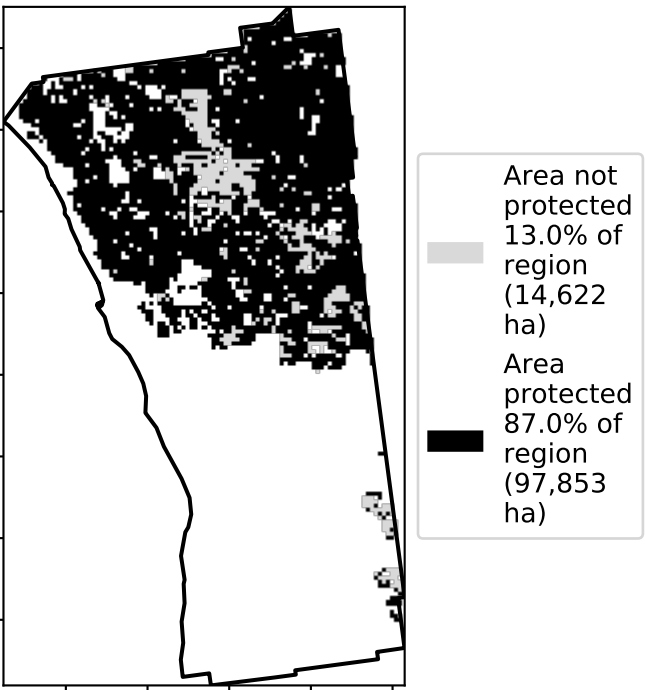 Area not
protected
13.0% of
region
(14,622
ha)
Area
protected
87.0% of
region
(97,853
ha)